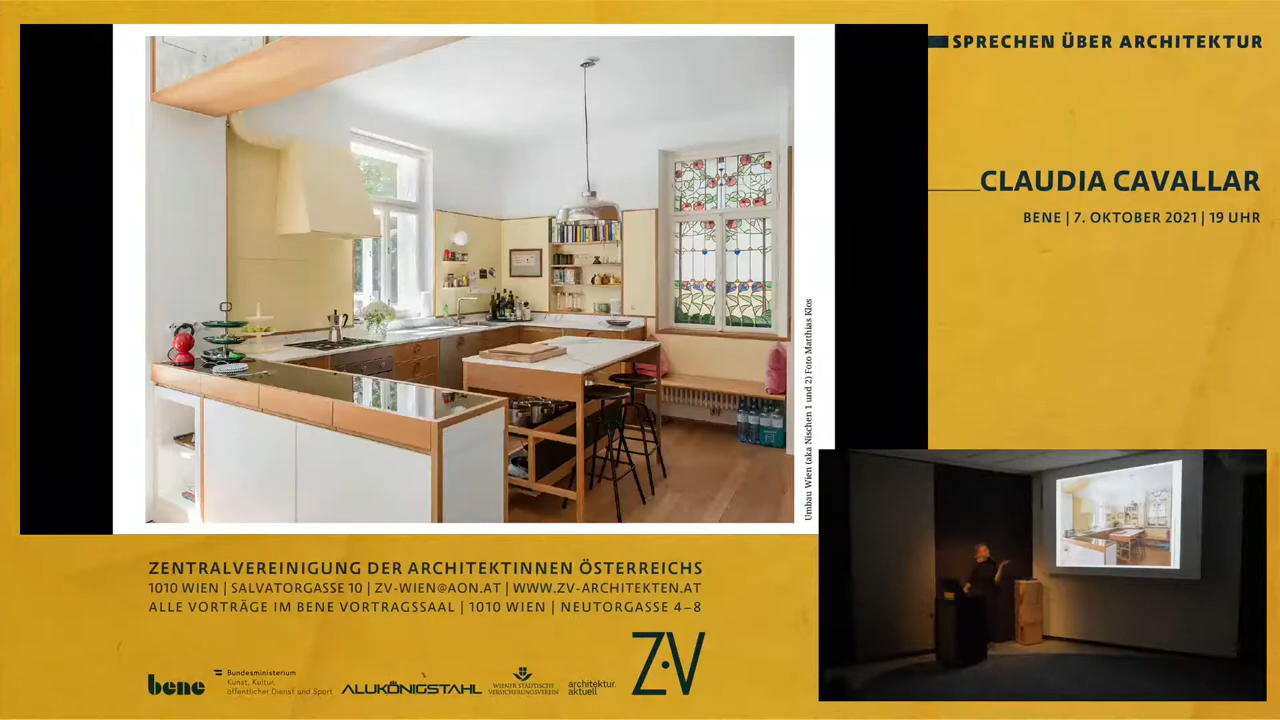 SPRECHEN ÜBER ARCHITEKTUR
CLAUDIA CAVALLAR
BENE | 7. OKTOBER 2021 | 19 UHR
Umbau Wien (aka Nischen 1 und 2) Foto Matthias Klos
ZENTRALVEREINIGUNG DER ARCHITEKTINNEN ÖSTERREICHS
1010 WIEN | SALVATORGASSE 10 | ZV-WIEN@AON.AT | WWW.ZV-ARCHITEKTEN.AT
ALLE VORTRÄGE IM BENE VORTRAGSSAAL | 1010 WIEN | NEUTORGASSE 4–8
ZV
bene
Bundesministerium
Kunst, Kultur,
öffentlicher Dienst und Sport
ALUKÖNIGSTAHL
WIENER STÄDTISCHE
VERSICHERUNGSVEREIN
architektur.
aktuell